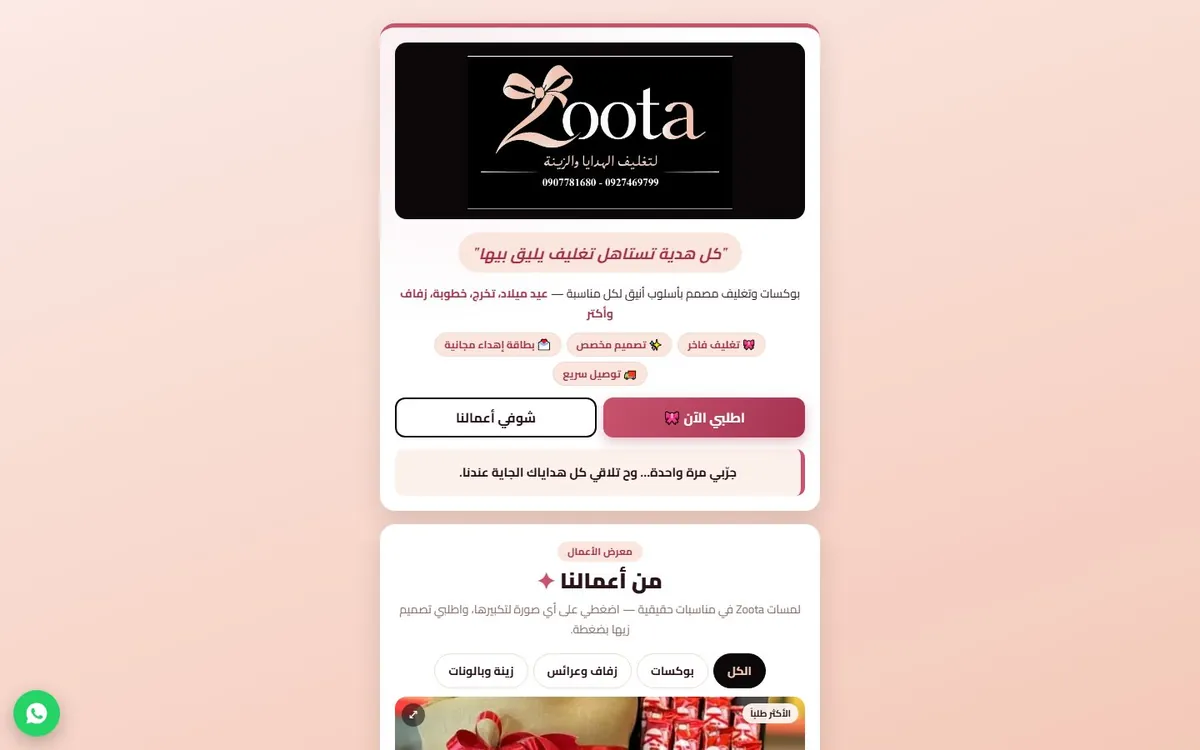 Zoota
لتغليف الهدايا والزينة
0907781680 - 0927469799
"كل هدية تستاهل تغليف يليق بيها"
بوكسات وتغليف مصمم بأسلوب أنيق لكل مناسبة — عيد ميلاد، تخرج، خطوبة، زفاف
وأكثر
🎀 تغليف فاخر
✨ تصميم مخصص
💌 بطاقة إهداء مجانية
🚚 توصيل سريع
اطلبي الآن 🎀
شوفي أعمالنا
جرّبي مرة واحدة... وح تلاقي كل هداياك الجاية عندنا.
معرض الأعمال
من أعمالنا ✦
لمسات Zoota في مناسبات حقيقية — اضغطي على أي صورة لتكبيرها، واطلبي تصميم
زيها بضغطة.
الكل
بوكسات
زفاف وعرائس
زينة وبالونات
الأكثر طلباً